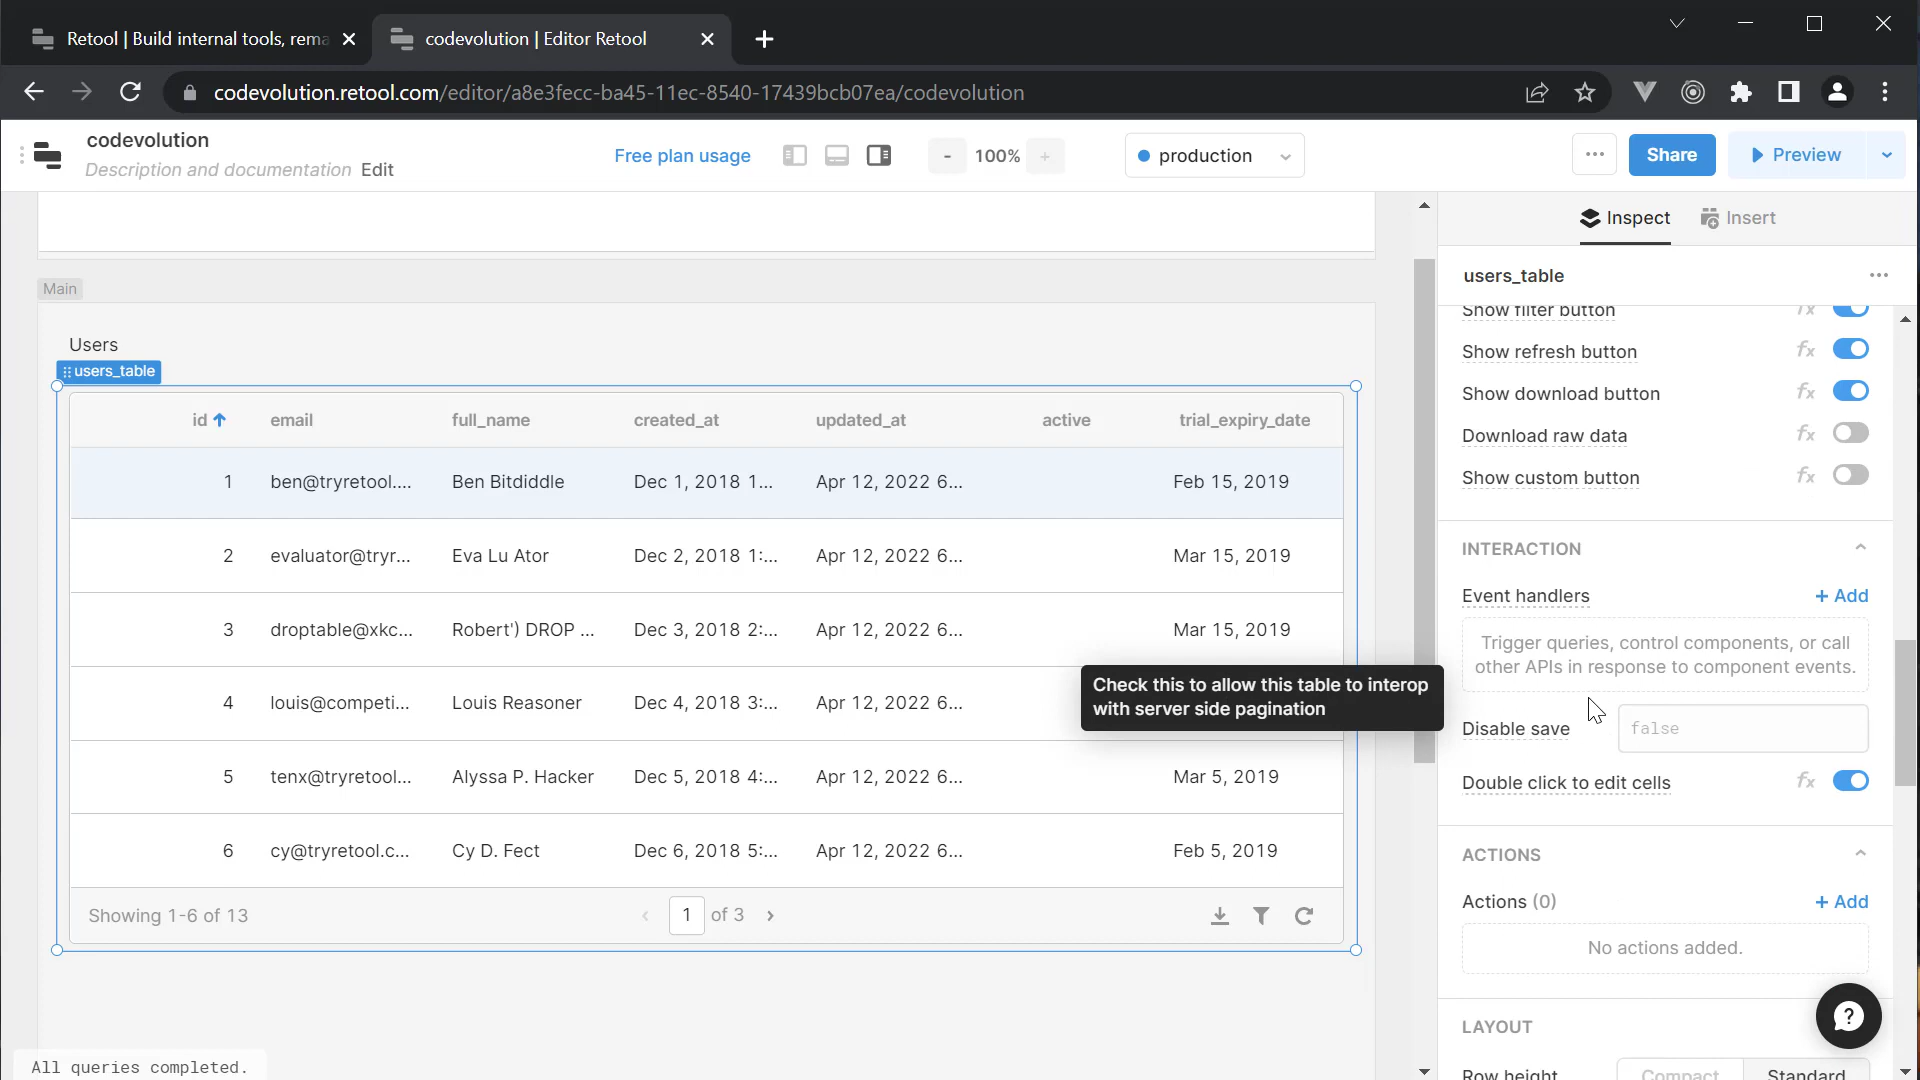 Retool | Build internal tools, rema
codevolution | Editor Retool
codevolution.retool.com/editor/a8e3fecc-ba45-11ec-8540-17439bcb07ea/codevolution
codevolution
Description and documentation Edit
Free plan usage
- 100% +
production
Share
Preview
Inspect
Insert
users_table
Show filter button fx
Show refresh button fx
Show download button fx
Download raw data fx
Show custom button fx
INTERACTION
Event handlers + Add
Trigger queries, control components, or call
other APIs in response to component events.
Disable save false
Double click to edit cells fx
ACTIONS
Actions (0) + Add
No actions added.
LAYOUT
Row height Compact Standard
Main
Users
users_table
id email full_name created_at updated_at active trial_expiry_date
1 ben@tryretool.... Ben Bitdiddle Dec 1, 2018 1... Apr 12, 2022 6... Feb 15, 2019
2 evaluator@tryr... Eva Lu Ator Dec 2, 2018 1:... Apr 12, 2022 6... Mar 15, 2019
3 droptable@xkc... Robert') DROP ... Dec 3, 2018 2:... Apr 12, 2022 6... Mar 15, 2019
4 louis@competi... Louis Reasoner Dec 4, 2018 3:... Apr 12, 2022 6...
5 tenx@tryretool... Alyssa P. Hacker Dec 5, 2018 4:... Apr 12, 2022 6... Mar 5, 2019
6 cy@tryretool.c... Cy D. Fect Dec 6, 2018 5:... Apr 12, 2022 6... Feb 5, 2019
Check this to allow this table to interop
with server side pagination
Showing 1-6 of 13
1 of 3
All queries completed.